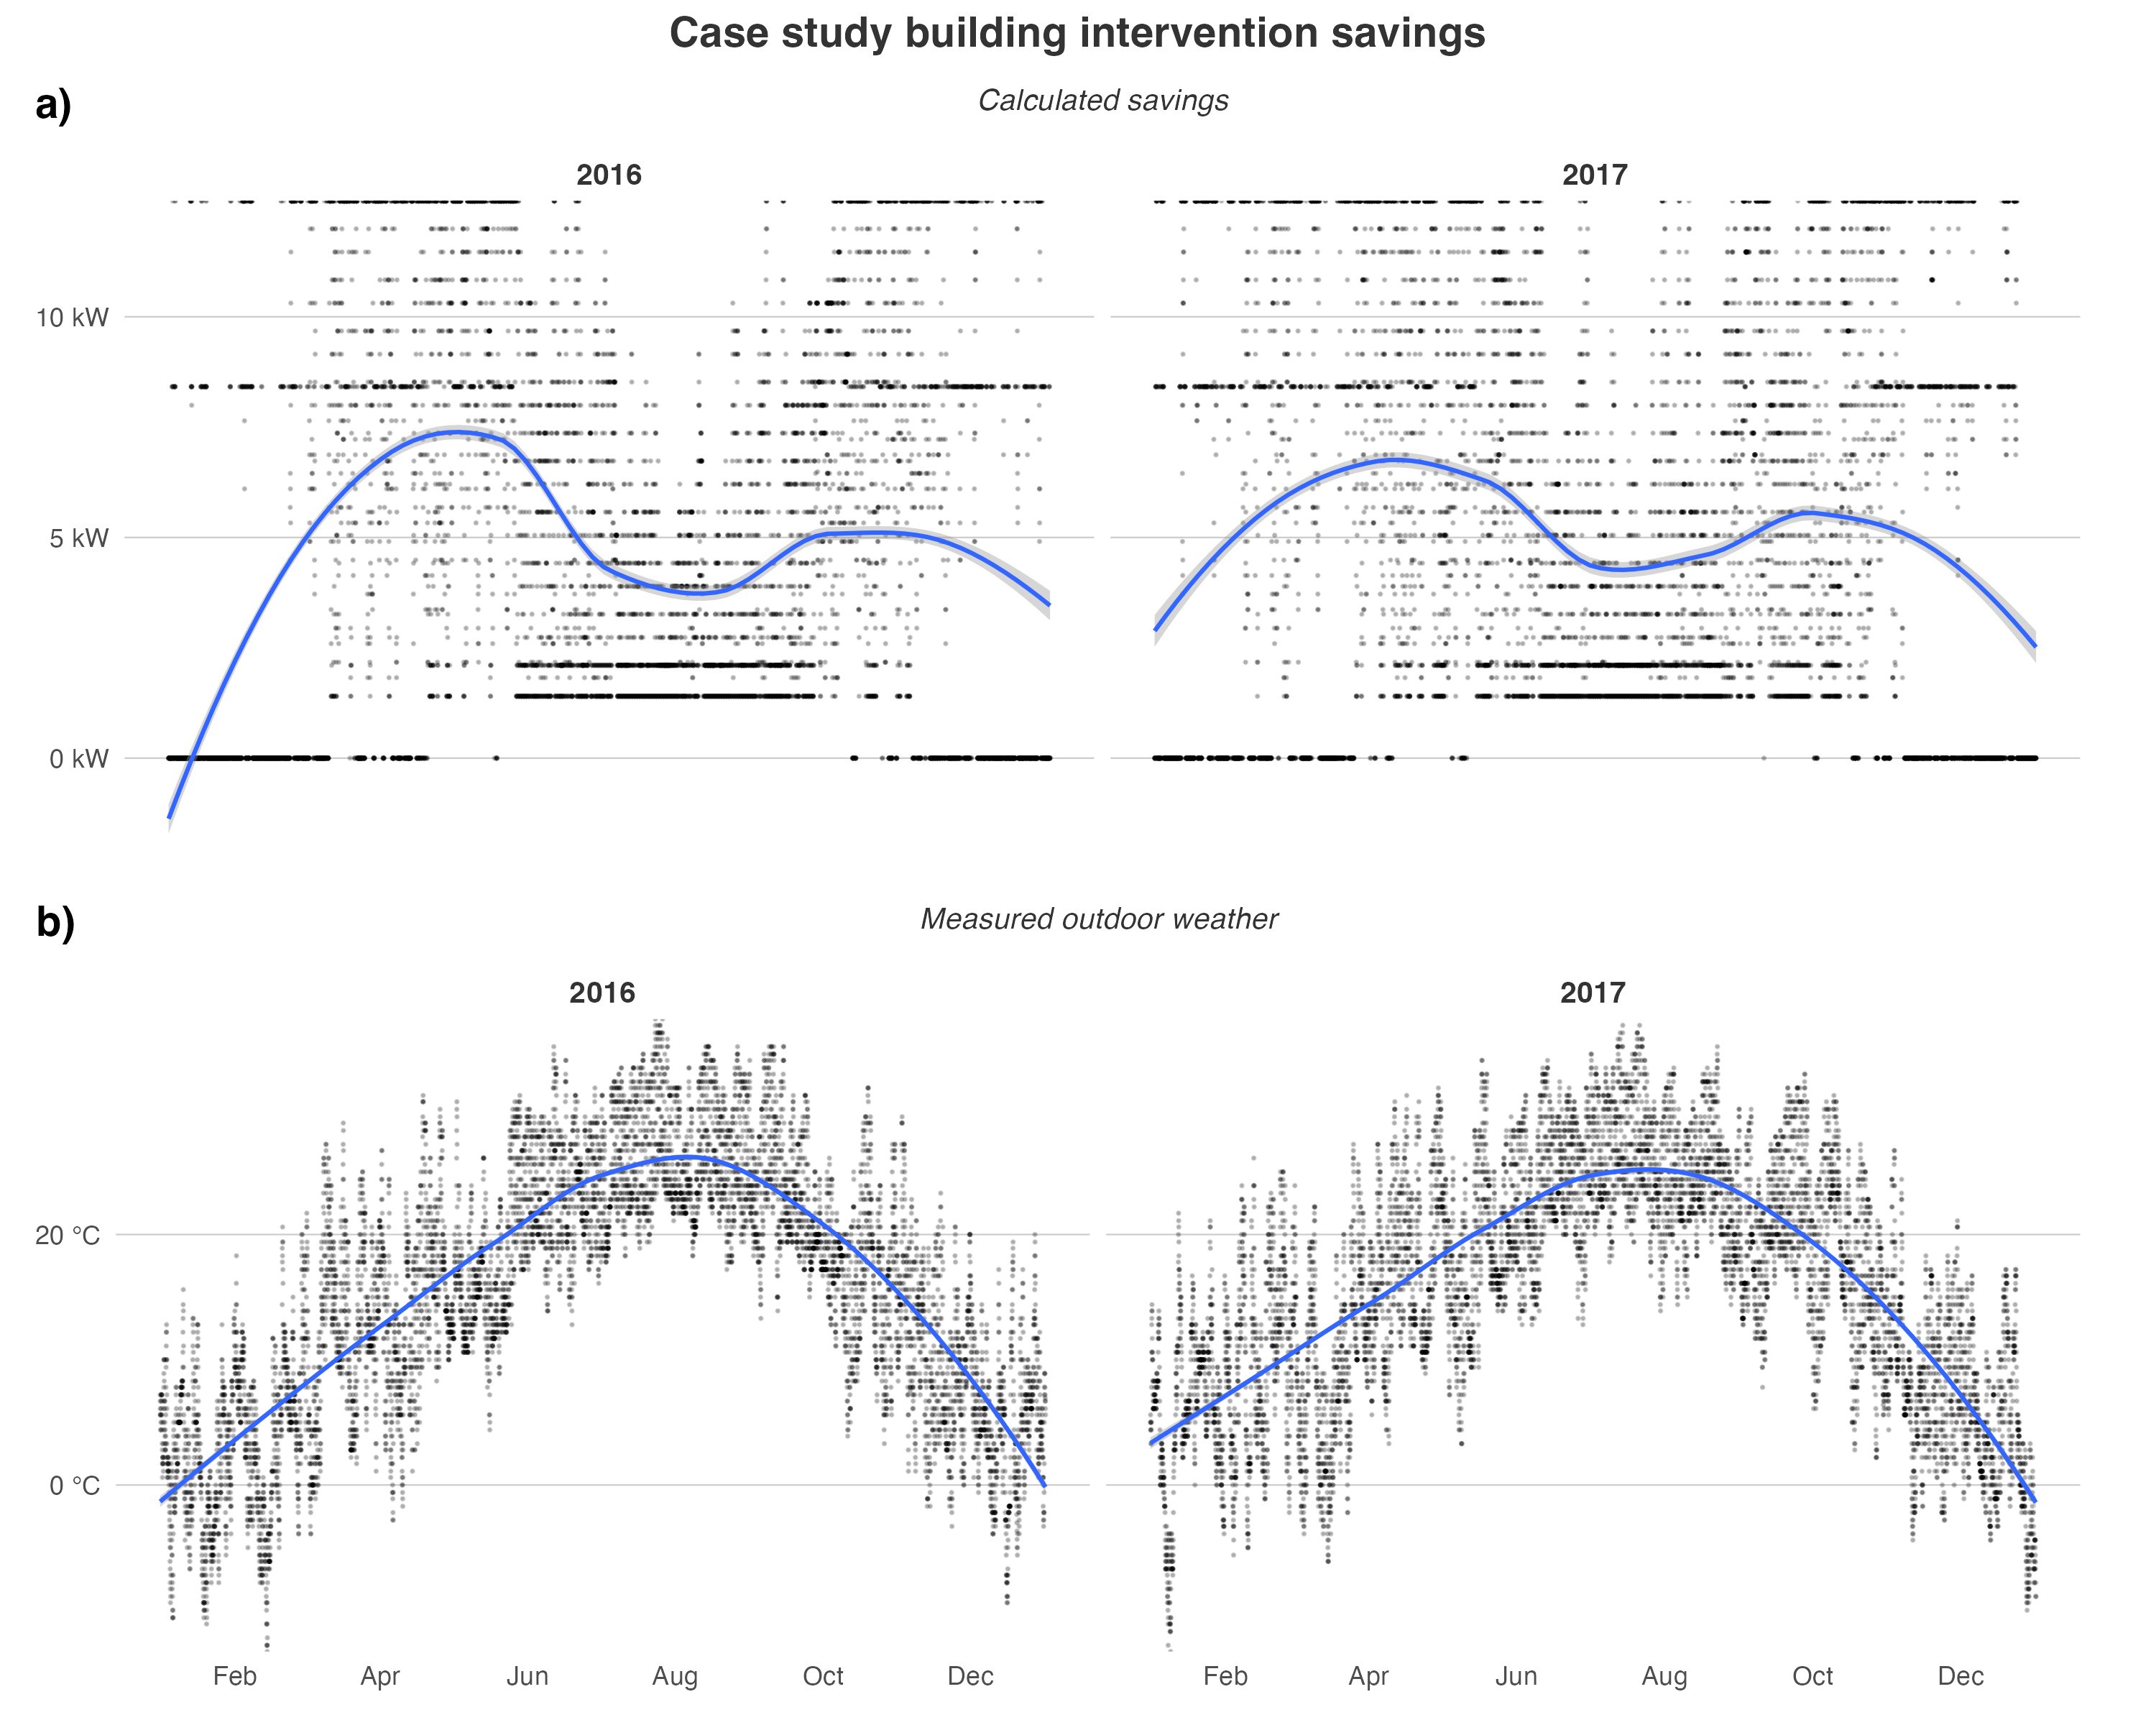 Case study building intervention savings
a)
Calculated savings
2016 2017
10 kW
5 kW
0 kW
b)
Measured outdoor weather
2016 2017
20 °C
0 °C
Feb Apr Jun Aug Oct Dec Feb Apr Jun Aug Oct Dec